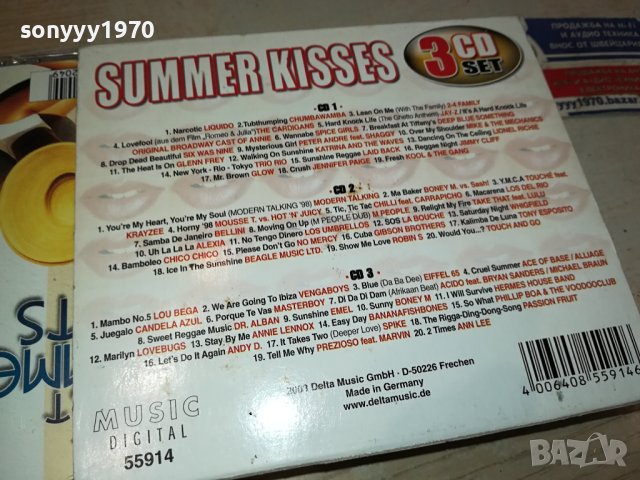 sonyyy1970
ПРОДАЖБА НА HI-FI
И АУДИО ТЕХНИКА
ВНОС ОТ ШВЕЙЦАР
yyy1970.bazar
SUMMER KISSES
3 CD
SET
CD 1
1. Narcotic LIQUIDO 2. Tubthumping CHUMBAWAMBA 3. Lean On Me (With The Family) 2-4 FAMILY
4. Lovefool (aus dem Film „Romeo & Julia") THE CARDIGANS 5. Hard Knock Life (The Ghetto Anthem) JAY-Z / It's A Hard Knock Life
ORIGINAL BROADWAY CAST OF ANNIE 6. Wannabe SPICE GIRLS 7. Breakfast At Tiffany's DEEP BLUE SOMETHING
8. Drop Dead Beautiful SIX WAS NINE 9. Mysterious Girl PETER ANDRE feat. SHAGGY 10. Over My Shoulder MIKE & THE MECHANICS
11. The Heat Is On GLENN FREY 12. Walking On Sunshine KATRINA AND THE WAVES 13. Dancing On The Ceiling LIONEL RICHIE
14. New York - Rio - Tokyo TRIO RIO 15. Sunshine Reggae LAID BACK 16. Reggae Night JIMMY CLIFF
17. Mr. Brown GLOW 18. Crush JENNIFER PAIGE 19. Fresh KOOL & THE GANG
CD 2
1. You're My Heart, You're My Soul (MODERN TALKING '98) MODERN TALKING 2. Ma Baker BONEY M. vs. Sash! 3. Y.M.C.A TOUCHÉ feat.
KRAYZEE 4. Horny '98 MOUSSE T. vs. HOT 'N' JUICY 5. Tic, Tic Tac CHILLI feat. CARRAPICHO 6. Macarena LOS DEL RIO
7. Samba De Janeiro BELLINI 8. Moving On Up (M PEOPLE DUB) M PEOPLE 9. Relight My Fire TAKE THAT feat. LULU
10. Uh La La La ALEXIA 11. No Tengo Dinero LOS UMBRELLOS 12. SOS LA BOUCHE 13. Saturday Night WHIGFIELD
14. Bamboleo CHICO CHICO 15. Please Don't Go NO MERCY 16. Cuba GIBSON BROTHERS 17. Kalimba De Luna TONY ESPOSITO
18. Ice In The Sunshine BEAGLE MUSIC LTD. 19. Show Me Love ROBIN S 20. Would You...? TOUCH AND GO
CD 3
1. Mambo No.5 LOU BEGA 2. We Are Going To Ibiza VENGABOYS 3. Blue (Da Ba Dee) EIFFEL 65 4. Cruel Summer ACE OF BASE / ALLIAGE
5. Juegalo CANDELA AZUL 6. Porque Te Vas MASTERBOY 7. Di Da Di Dam (Afrikaan Beat) ACIDO feat. BERMAN SANDERS / MICHAEL BRAUN
8. Sweet Reggae Music DR. ALBAN 9. Sunshine EMEL 10. Sunny BONEY M 11. I Will Survive HERMES HOUSE BAND
12. Marilyn LOVEBUGS 13. Stay By Me ANNIE LENNOX 14. Easy Day BANANAFISHBONES 15. So What PHILLIP BOA & THE VOODOOCLUB
16. Let's Do It Again ANDY D. 17. It Takes Two (Deeper Love) SPIKE 18. The Rigga-Ding-Dong-Song PASSION FRUIT
19. Tell Me Why PREZIOSO feat. MARVIN 20. 2 Times ANN LEE
2003 Delta Music GmbH · D-50226 Frechen
Made in Germany
www.deltamusic.de
MUSIC
DIGITAL
55914
4 006408 559146
BAZAR